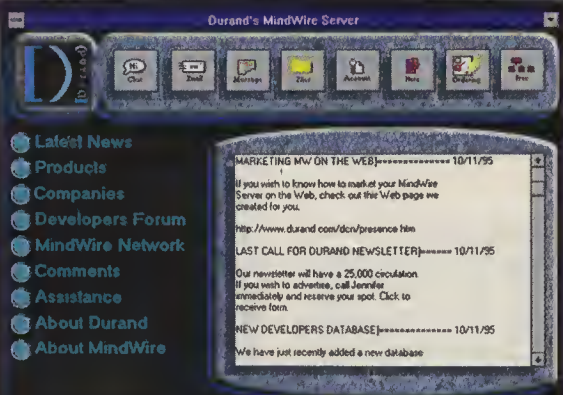 Durand's MindWire Server
Chat
Email
Message
Files
Account
Here
Ordering
Tree
Latest News
Products
Companies
Developers Forum
MindWire Network
Comments
Assistance
About Durand
About MindWire
MARKETING MW ON THE WEB]=============== 10/11/95
If you wish to know how to market your MindWire
Server on the Web, check out this Web page we
created for you.
http://www.durand.com/dcn/presence.htm
LAST CALL FOR DURAND NEWSLETTER]======= 10/11/95
Our newsletter will have a 25,000 circulation.
If you wish to advertise, call Jennifer
immediately and reserve your spot. Click to
receive form.
NEW DEVELOPERS DATABASE]=============== 10/11/95
We have just recently added a new database